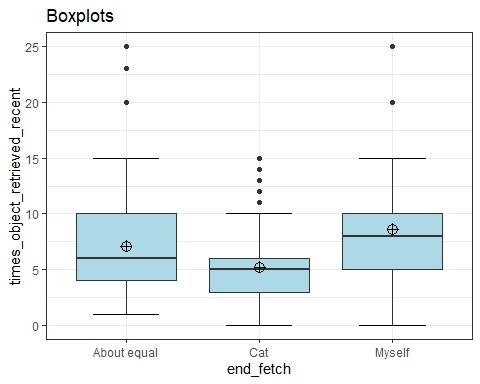 Boxplots
25
20
15
10
5
0
times_object_retrieved_recent
About equal
Cat
Myself
end_fetch